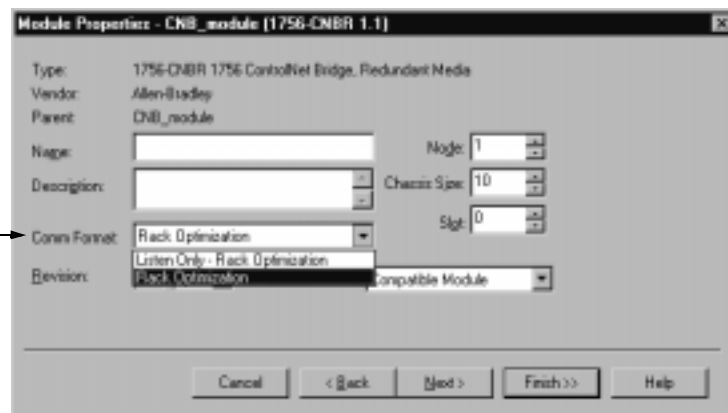 Module Properties - CNB_module (1756-CNBR 1.1)
Type: 1756-CNBR 1756 ControlNet Bridge, Redundant Media
Vendor: Allen-Bradley
Parent: CNB_module
Name:
Node: 1
Description:
Chassis Size: 10
Slot: 0
Comm Format: Rack Optimization
Listen Only - Rack Optimization
Rack Optimization
Revision:
Compatible Module
Cancel
< Back
Next >
Finish >>
Help